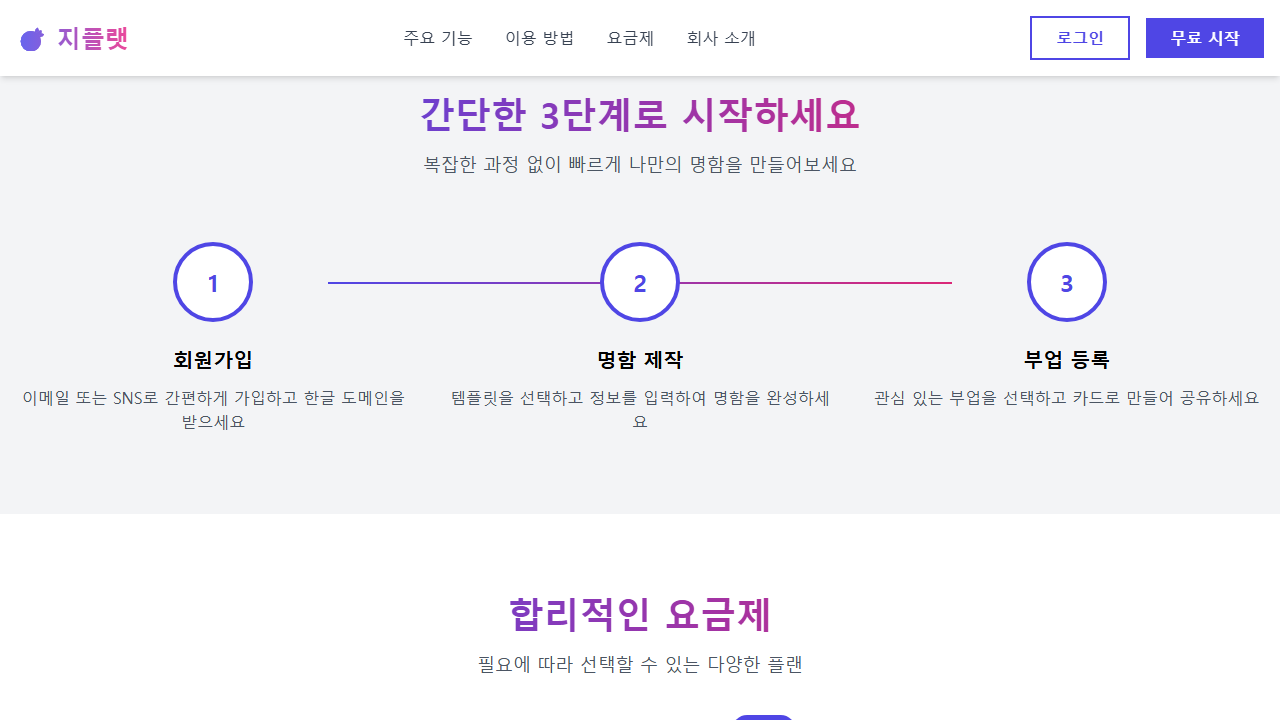 지플랫
주요 기능
이용 방법
요금제
회사 소개
로그인
무료 시작
간단한 3단계로 시작하세요
복잡한 과정 없이 빠르게 나만의 명함을 만들어보세요
1
2
3
회원가입
이메일 또는 SNS로 간편하게 가입하고 한글 도메인을
받으세요
명함 제작
템플릿을 선택하고 정보를 입력하여 명함을 완성하세
요
부업 등록
관심 있는 부업을 선택하고 카드로 만들어 공유하세요
합리적인 요금제
필요에 따라 선택할 수 있는 다양한 플랜